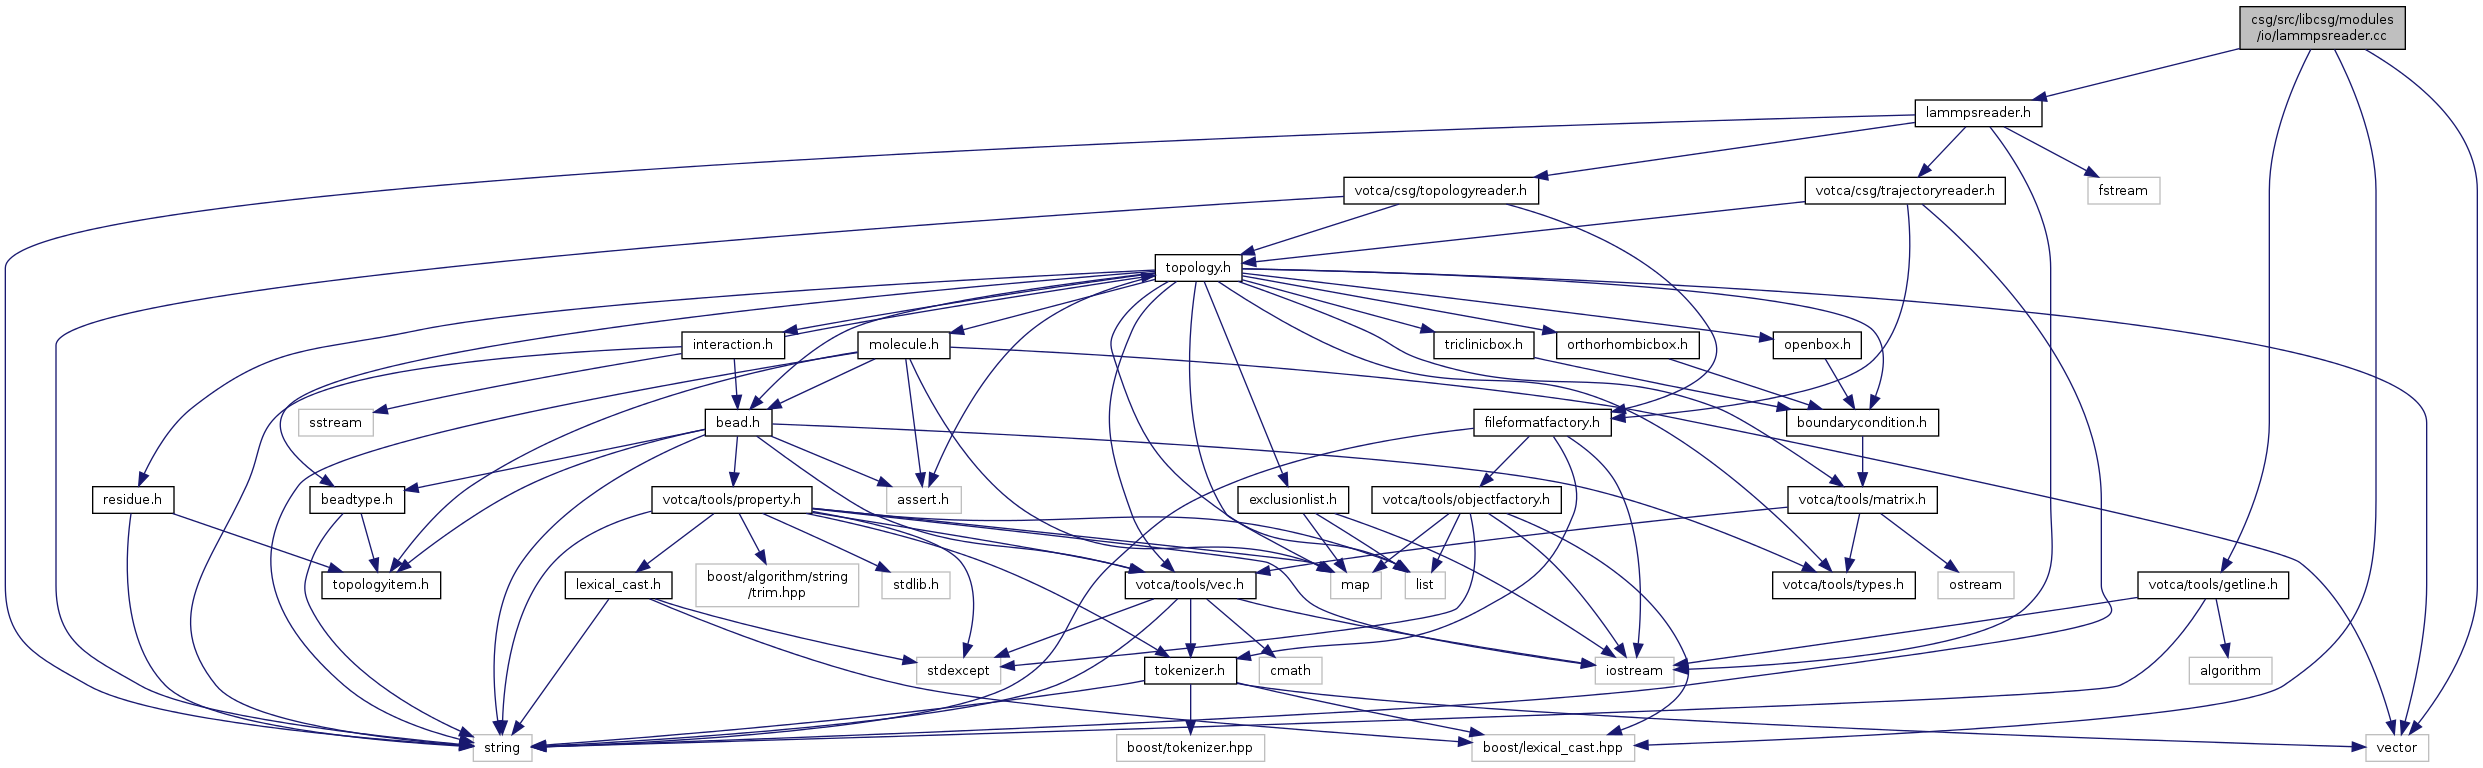 csg/src/libcsg/modules
/io/lammpsreader.cc
lammpsreader.h
votca/csg/topologyreader.h
votca/csg/trajectoryreader.h
fstream
topology.h
interaction.h
molecule.h
triclinicbox.h
orthorhombicbox.h
openbox.h
sstream
bead.h
fileformatfactory.h
boundarycondition.h
residue.h
beadtype.h
votca/tools/property.h
assert.h
exclusionlist.h
votca/tools/objectfactory.h
votca/tools/matrix.h
topologyitem.h
lexical_cast.h
boost/algorithm/string
/trim.hpp
stdlib.h
votca/tools/vec.h
map
list
votca/tools/types.h
ostream
votca/tools/getline.h
stdexcept
tokenizer.h
cmath
iostream
algorithm
string
boost/tokenizer.hpp
boost/lexical_cast.hpp
vector